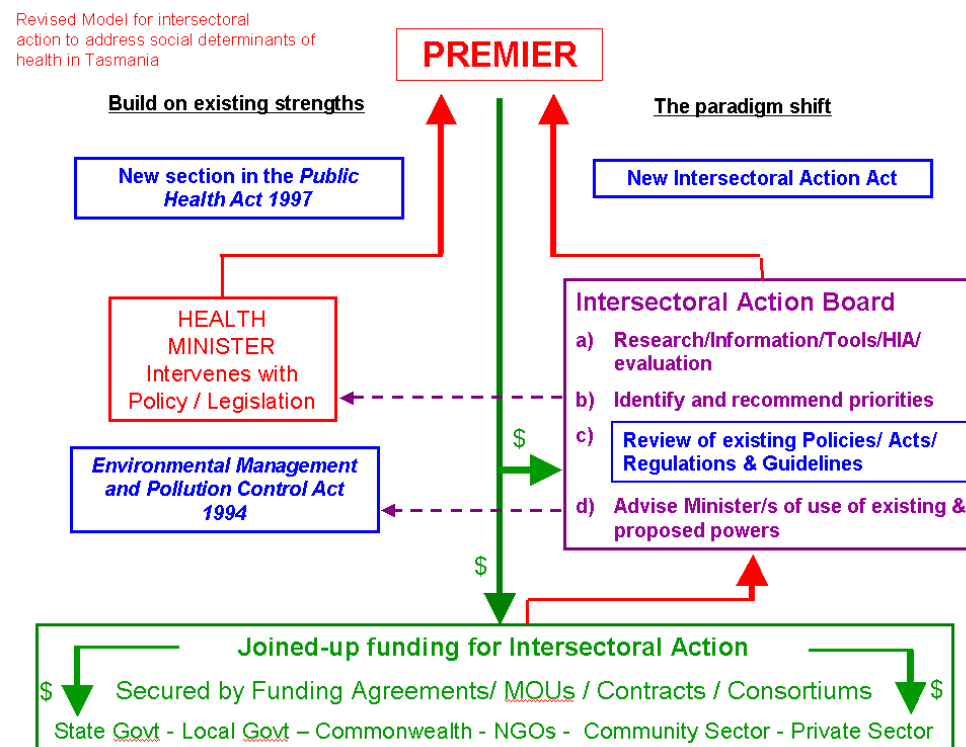 Revised Model for intersectoral
action to address social determinants of
health in Tasmania
PREMIER
Build on existing strengths
The paradigm shift
New section in the Public
Health Act 1997
New Intersectoral Action Act
HEALTH
MINISTER
Intervenes with
Policy / Legislation
Intersectoral Action Board
a) Research/Information/Tools/HIA/
evaluation
b) Identify and recommend priorities
c) Review of existing Policies/ Acts/
Regulations & Guidelines
d) Advise Minister/s of use of existing &
proposed powers
$
Environmental Management
and Pollution Control Act
1994
$
Joined-up funding for Intersectoral Action
$ Secured by Funding Agreements/ MOUs / Contracts / Consortiums $
State Govt - Local Govt – Commonwealth - NGOs - Community Sector - Private Sector